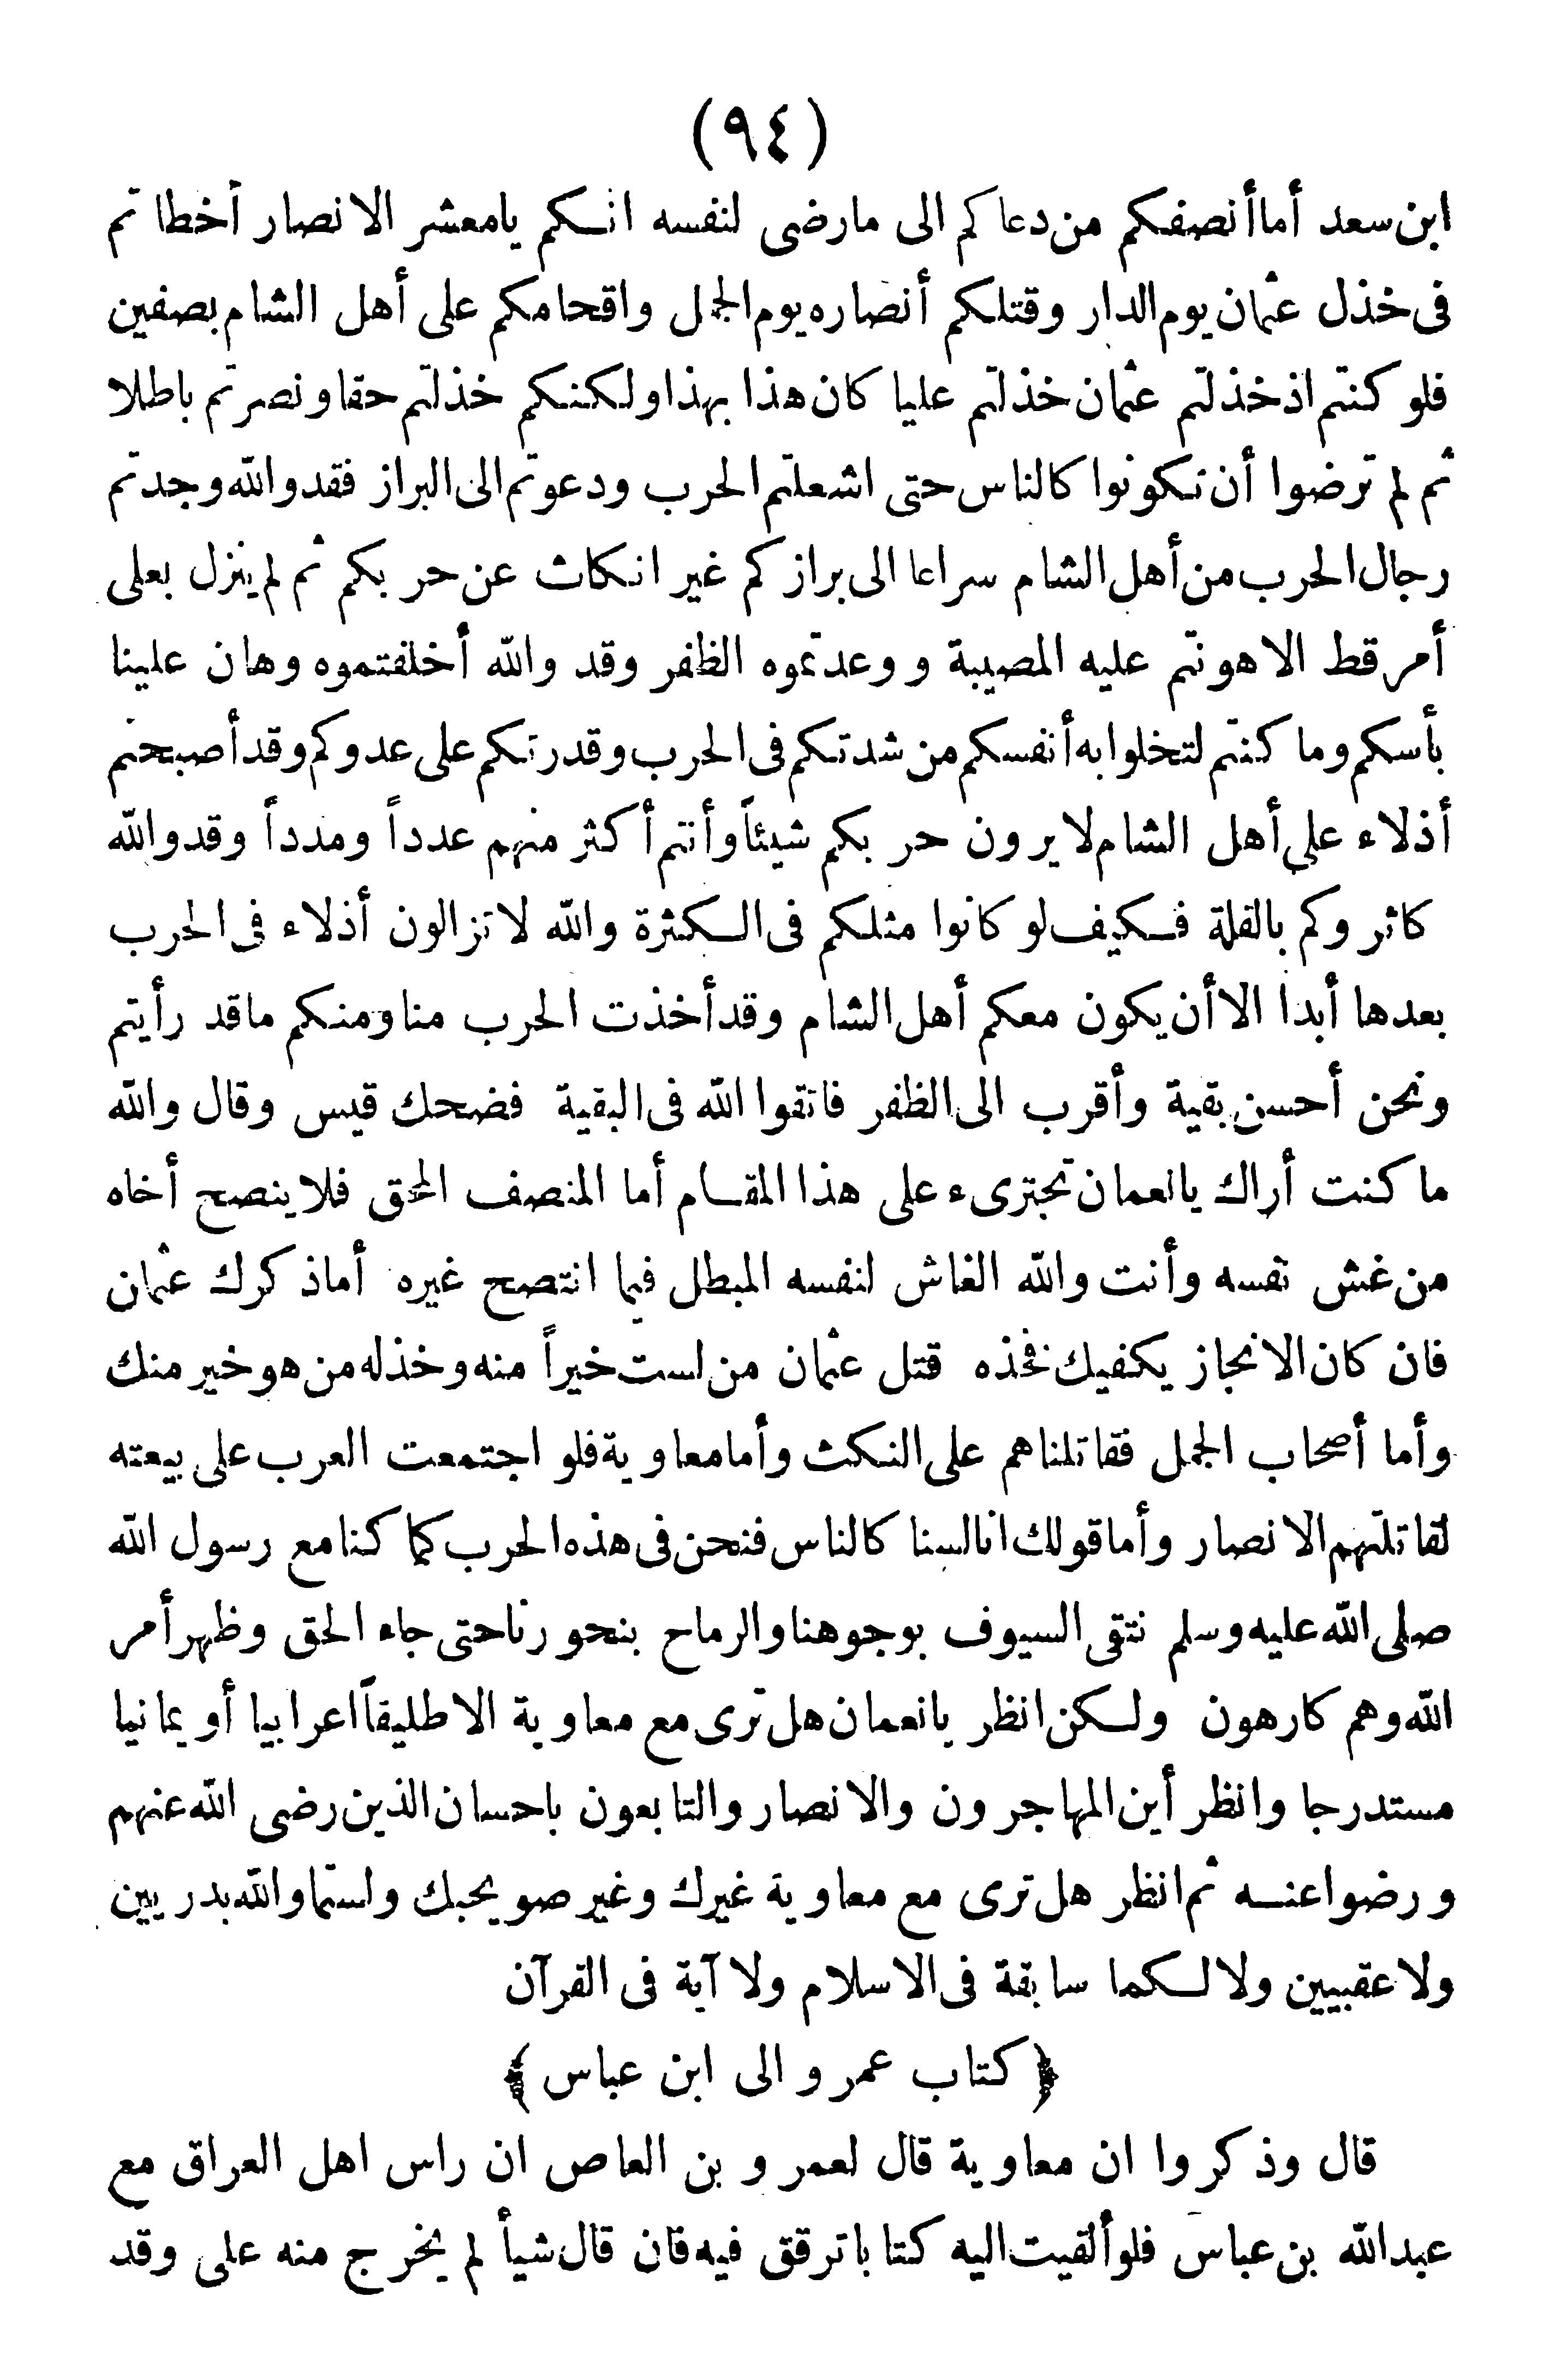 (٩٤)
ابن سعد أما أنصفكم من دعاكم الى مارضى لنفسه انكم يامعشر الانصار أخطاتم
فى خذل عثمان يوم الدار وقتلكم أنصاره يوم الجمل واقحامكم على أهل الشام بصفين
فلو كنتم اذ خذلتم عثمان خذلتم عليا كان هذا بهذا ولكنكم خذلتم حقا ونصرتم باطلا
ثم لم ترضوا أن تكونوا كالناس حتى اشعلتم الحرب ودعوتم الى البراز فقد والله وجدتم
رجال الحرب من أهل الشام سراعا الى برازكم غير انكاث عن حربكم ثم لم ينزل بعلى
أمر قط الا هونتم عليه المصيبة ووعدتموه الظفر وقد والله أخلفتموه وهان علينا
بأسكم وما كنتم لتخلوا به أنفسكم من شدتكم فى الحرب وقدرتكم على عدوكم وقد أصبحتم
أذلاء على أهل الشام لا يرون حربكم شيئاً وأنتم أكثر منهم عدداً ومدداً وقد والله
كاثروكم بالقلة فكيف لو كانوا مثلكم فى الكثرة والله لا تزالون أذلاء فى الحرب
بعدها أبدا الا أن يكون معكم أهل الشام وقد أخذت الحرب منا ومنكم ماقد رأيتم
ونحن أحسن بقية وأقرب الى الظفر فاتقوا الله فى البقية فضحك قيس وقال والله
ما كنت أراك يانعمان تجترىء على هذا المقام أما المنصف المحق فلا ينصح أخاه
من غش نفسه وأنت والله الغاش لنفسه المبطل فيما انتصح غيره أما ذكرك عثمان
فان كان الانجاز يكفيك فخذه قتل عثمان من لست خيراً منه وخذله من هو خير منك
وأما أصحاب الجمل فقاتلناهم على النكث وأما معاوية فلو اجتمعت العرب على بيعته
لقاتلتهم الانصار وأما قولك انا لسنا كالناس فنحن فى هذه الحرب كما كنا مع رسول الله
صلى الله عليه وسلم نتقى السيوف بوجوهنا والرماح بنحورنا حتى جاء الحق وظهر أمر
الله وهم كارهون ولكن انظر يانعمان هل ترى مع معاوية الا طليقاً اعرابيا أو يمانيا
مستدرجا وانظر أين المهاجرون والانصار والتابعون باحسان الذين رضى الله عنهم
ورضوا عنه ثم انظر هل ترى مع معاوية غيرك وغير صويحبك ولستما والله بدريين
ولا عقبيين ولا لكما سابقة فى الاسلام ولا آية فى القرآن
﴿ كتاب عمرو الى ابن عباس ﴾
قال وذكروا ان معاوية قال لعمرو بن العاص ان راس اهل العراق مع
عبدالله بن عباس فلو ألقيت اليه كتابا ترقق فيه فان قال شيأ لم يخرج منه على وقد